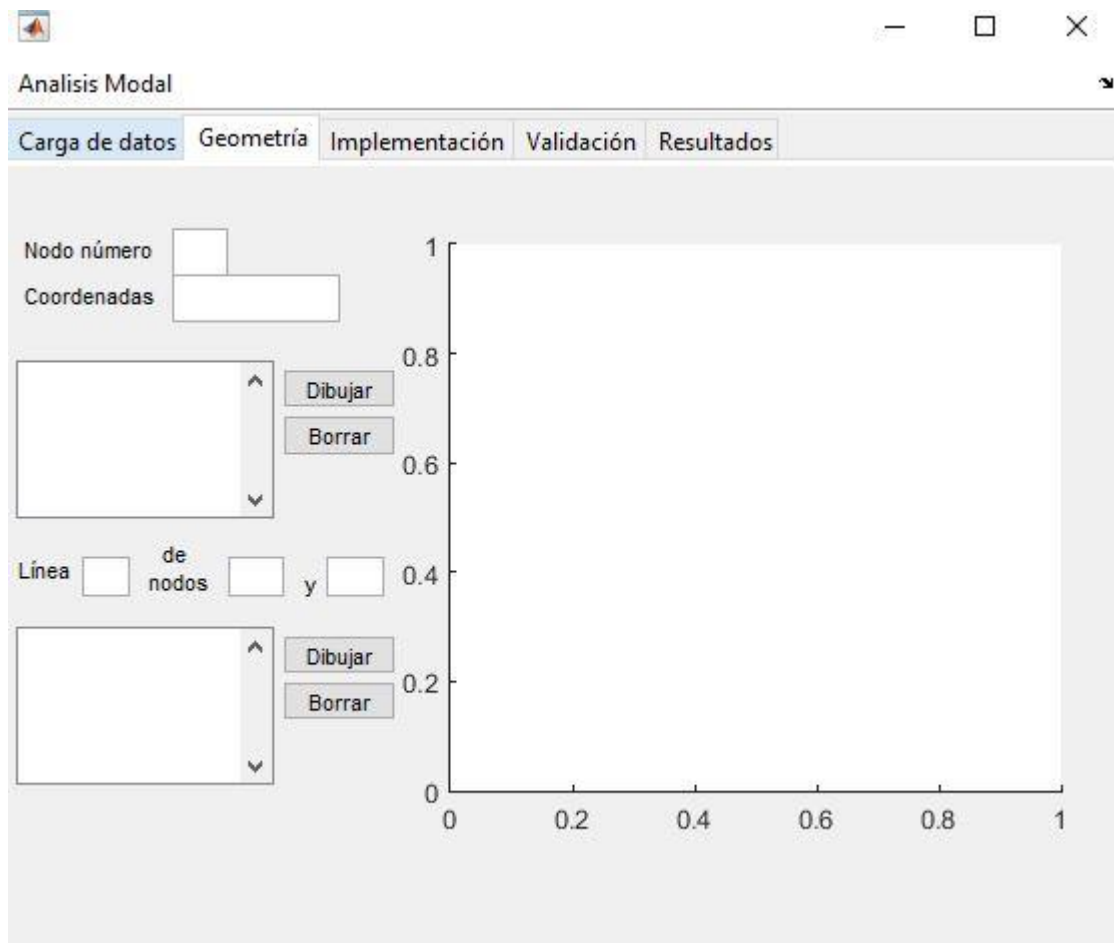 Analisis Modal
Carga de datos Geometría Implementación Validación Resultados
Nodo número
Coordenadas
Dibujar
Borrar
Línea de nodos y
Dibujar
Borrar
1
0.8
0.6
0.4
0.2
0
0 0.2 0.4 0.6 0.8 1